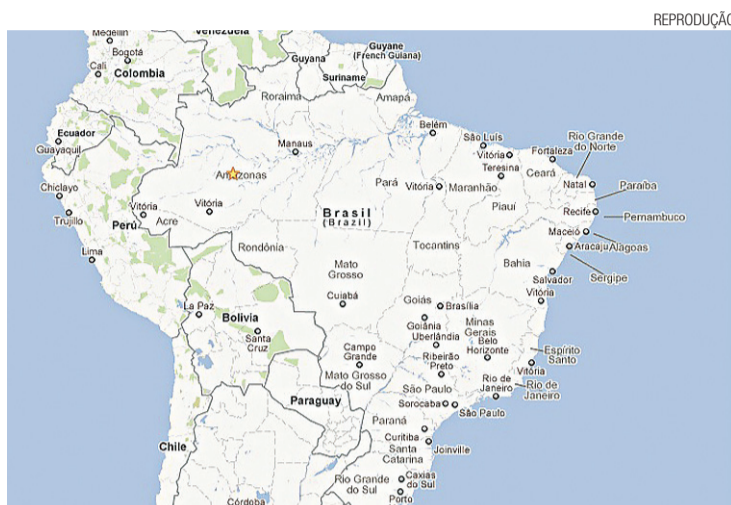 REPRODUÇÃO
Medellín
Venezuela
Bogotá
Cali
Colombia
Guyana
Guyane
(French Guiana)
Suriname
Roraima
Amapá
Ecuador
Guayaquil
Manaus
Belém
São Luís
Vitória
Fortaleza
Rio Grande
do Norte
Teresina
Ceará
Amazonas
Pará
Vitória
Maranhão
Natal
Paraíba
Chiclayo
Trujillo
Perú
Vitória
Acre
Vitória
Brasil
(Brazil)
Piauí
Recife
Pernambuco
Maceió
Aracaju
Alagoas
Sergipe
Lima
Rondônia
Tocantins
Mato
Grosso
Bahia
Salvador
Vitória
Cuiabá
Goiás
Brasília
La Paz
Bolivia
Santa
Cruz
Goiânia
Uberlândia
Minas
Gerais
Belo
Horizonte
Campo
Grande
Ribeirão
Preto
Espírito
Santo
Vitória
Mato Grosso
do Sul
São Paulo
Rio de
Janeiro
Rio de
Janeiro
Paraguay
Sorocaba
São Paulo
Paraná
Curitiba
Santa
Catarina
Joinville
Chile
Rio Grande
do Sul
Caxias
do Sul
Córdoba
Porto